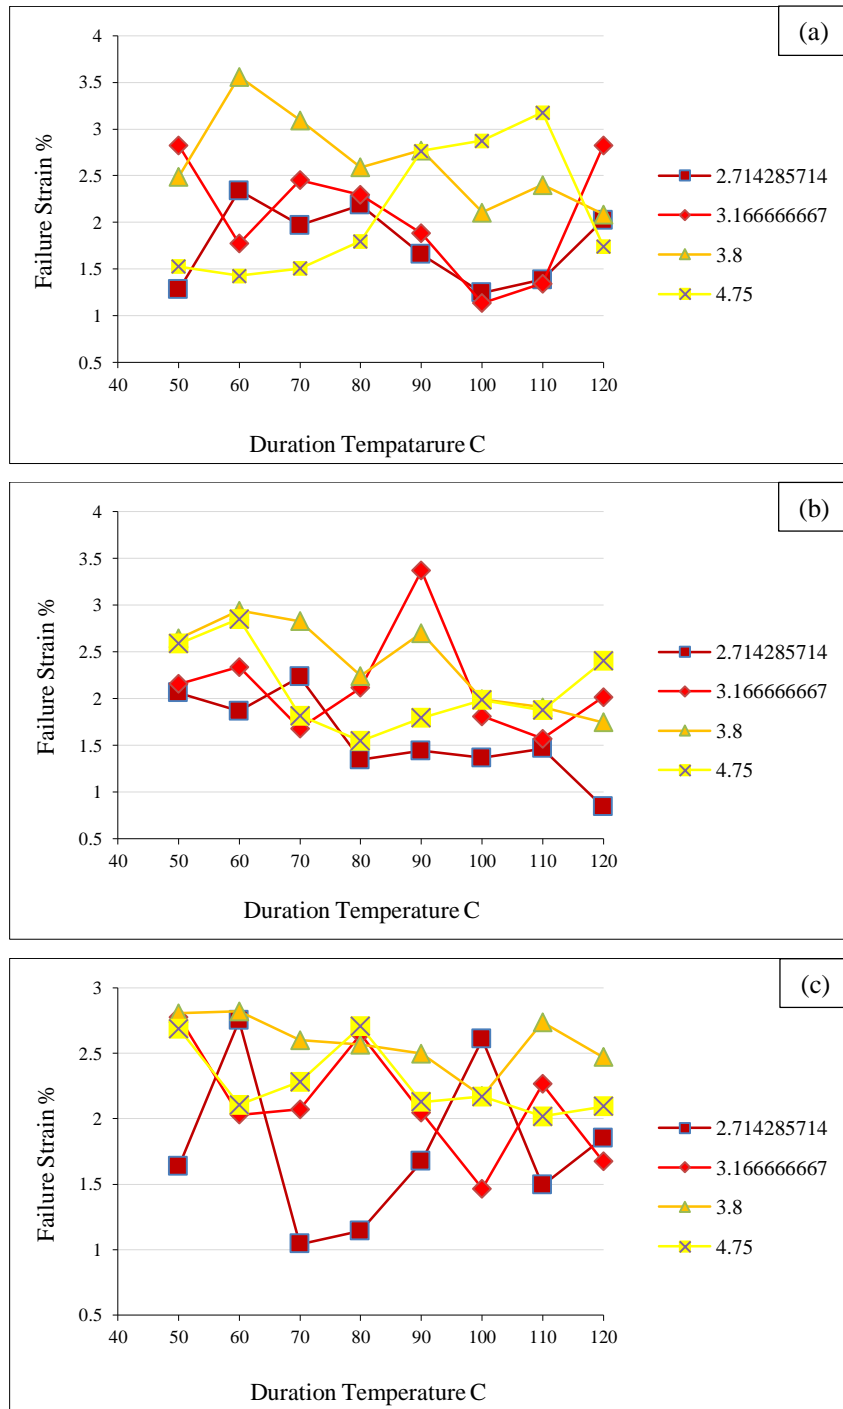 (a)
4
3.5
3
2.5
2
1.5
1
0.5
Failure Strain %
40 50 60 70 80 90 100 110 120
Duration Tempatarure C
2.714285714
3.166666667
3.8
4.75
(b)
4
3.5
3
2.5
2
1.5
1
0.5
Failure Strain %
40 50 60 70 80 90 100 110 120
Duration Temperature C
2.714285714
3.166666667
3.8
4.75
(c)
3
2.5
2
1.5
1
0.5
Failure Strain %
40 50 60 70 80 90 100 110 120
Duration Temperature C
2.714285714
3.166666667
3.8
4.75